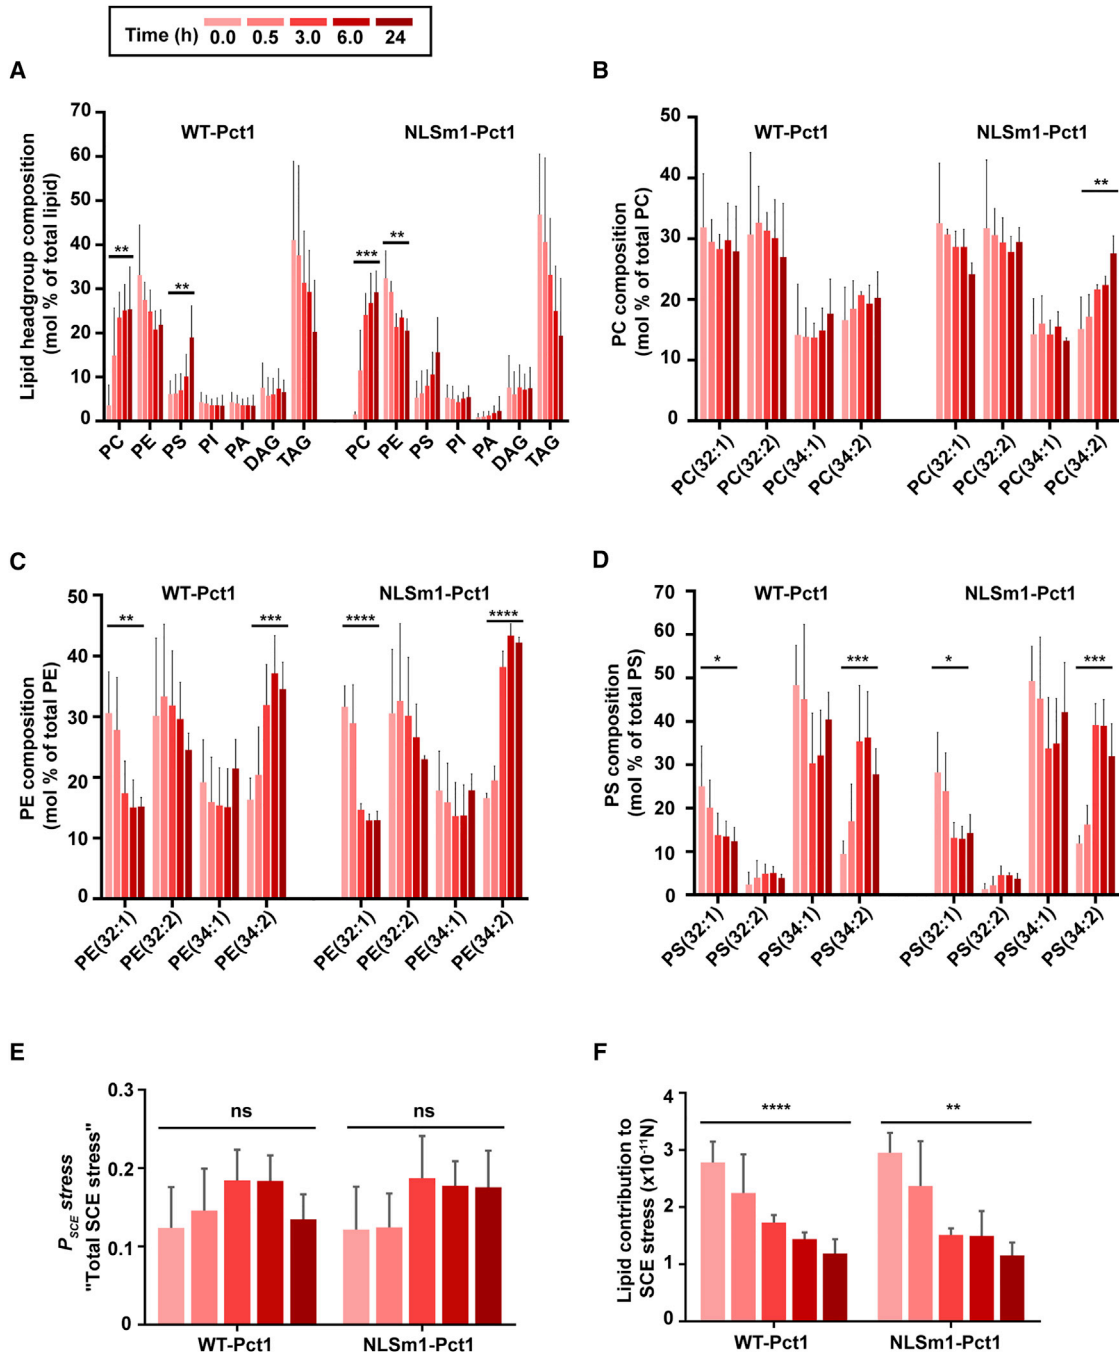 Time (h) 0.0 0.5 3.0 6.0 24
A
Lipid headgroup composition
(mol % of total lipid)
70
60
50
40
30
20
10
0
WT-Pct1
NLSm1-Pct1
**
**
***
**
PC PE PS PI PA DAG TAG
PC PE PS PI PA DAG TAG
B
PC composition
(mol % of total PC)
50
40
30
20
10
0
WT-Pct1
NLSm1-Pct1
**
PC(32:1) PC(32:2) PC(34:1) PC(34:2)
PC(32:1) PC(32:2) PC(34:1) PC(34:2)
C
PE composition
(mol % of total PE)
50
40
30
20
10
0
WT-Pct1
NLSm1-Pct1
**
***
****
****
PE(32:1) PE(32:2) PE(34:1) PE(34:2)
PE(32:1) PE(32:2) PE(34:1) PE(34:2)
D
PS composition
(mol % of total PS)
70
60
50
40
30
20
10
0
WT-Pct1
NLSm1-Pct1
*
***
*
***
PS(32:1) PS(32:2) PS(34:1) PS(34:2)
PS(32:1) PS(32:2) PS(34:1) PS(34:2)
E
PSCE stress
"Total SCE stress"
0.3
0.2
0.1
0
ns
ns
WT-Pct1
NLSm1-Pct1
F
Lipid contribution to
SCE stress (x10-11N)
4
3
2
1
0
****
**
WT-Pct1
NLSm1-Pct1